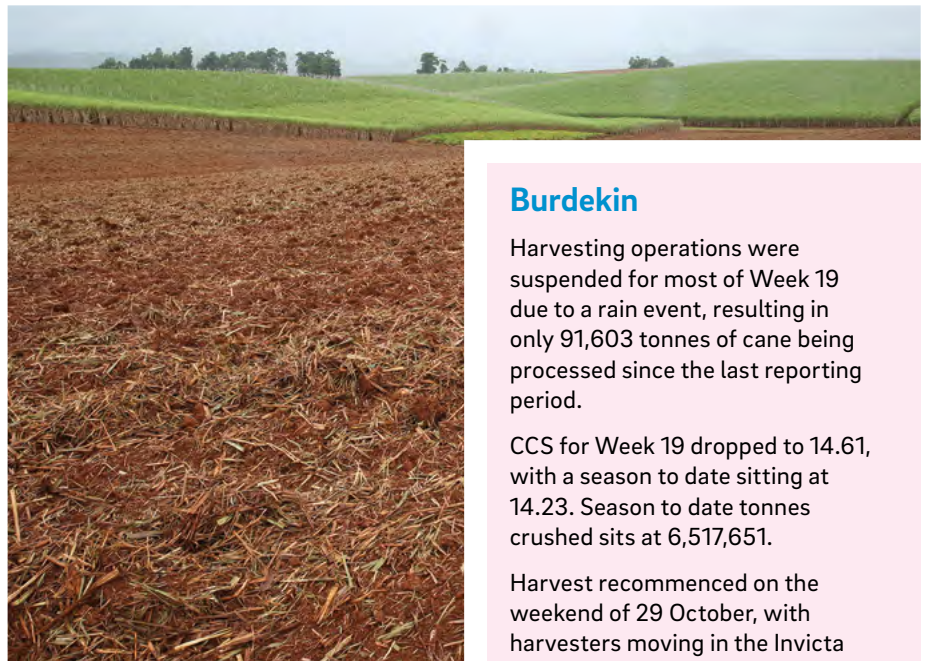 Burdekin
Harvesting operations were
suspended for most of Week 19
due to a rain event, resulting in
only 91,603 tonnes of cane being
processed since the last reporting
period.
CCS for Week 19 dropped to 14.61,
with a season to date sitting at
14.23. Season to date tonnes
crushed sits at 6,517,651.
Harvest recommenced on the
weekend of 29 October, with
harvesters moving in the Invicta